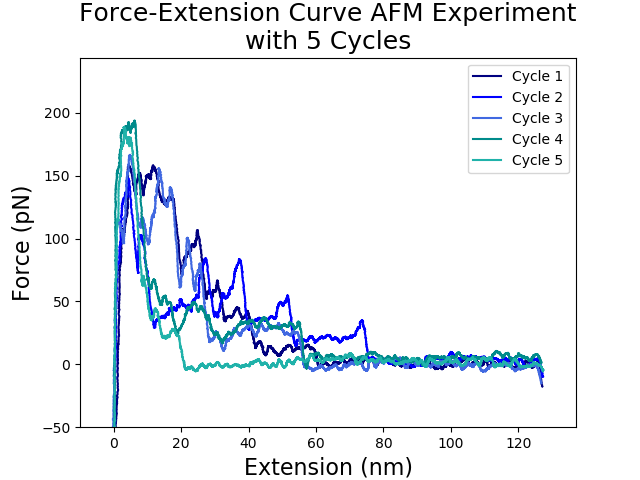 Force-Extension Curve AFM Experiment
with 5 Cycles
Cycle 1
Cycle 2
Cycle 3
Cycle 4
Cycle 5
Force (pN)
200
150
100
50
0
−50
0 20 40 60 80 100 120
Extension (nm)